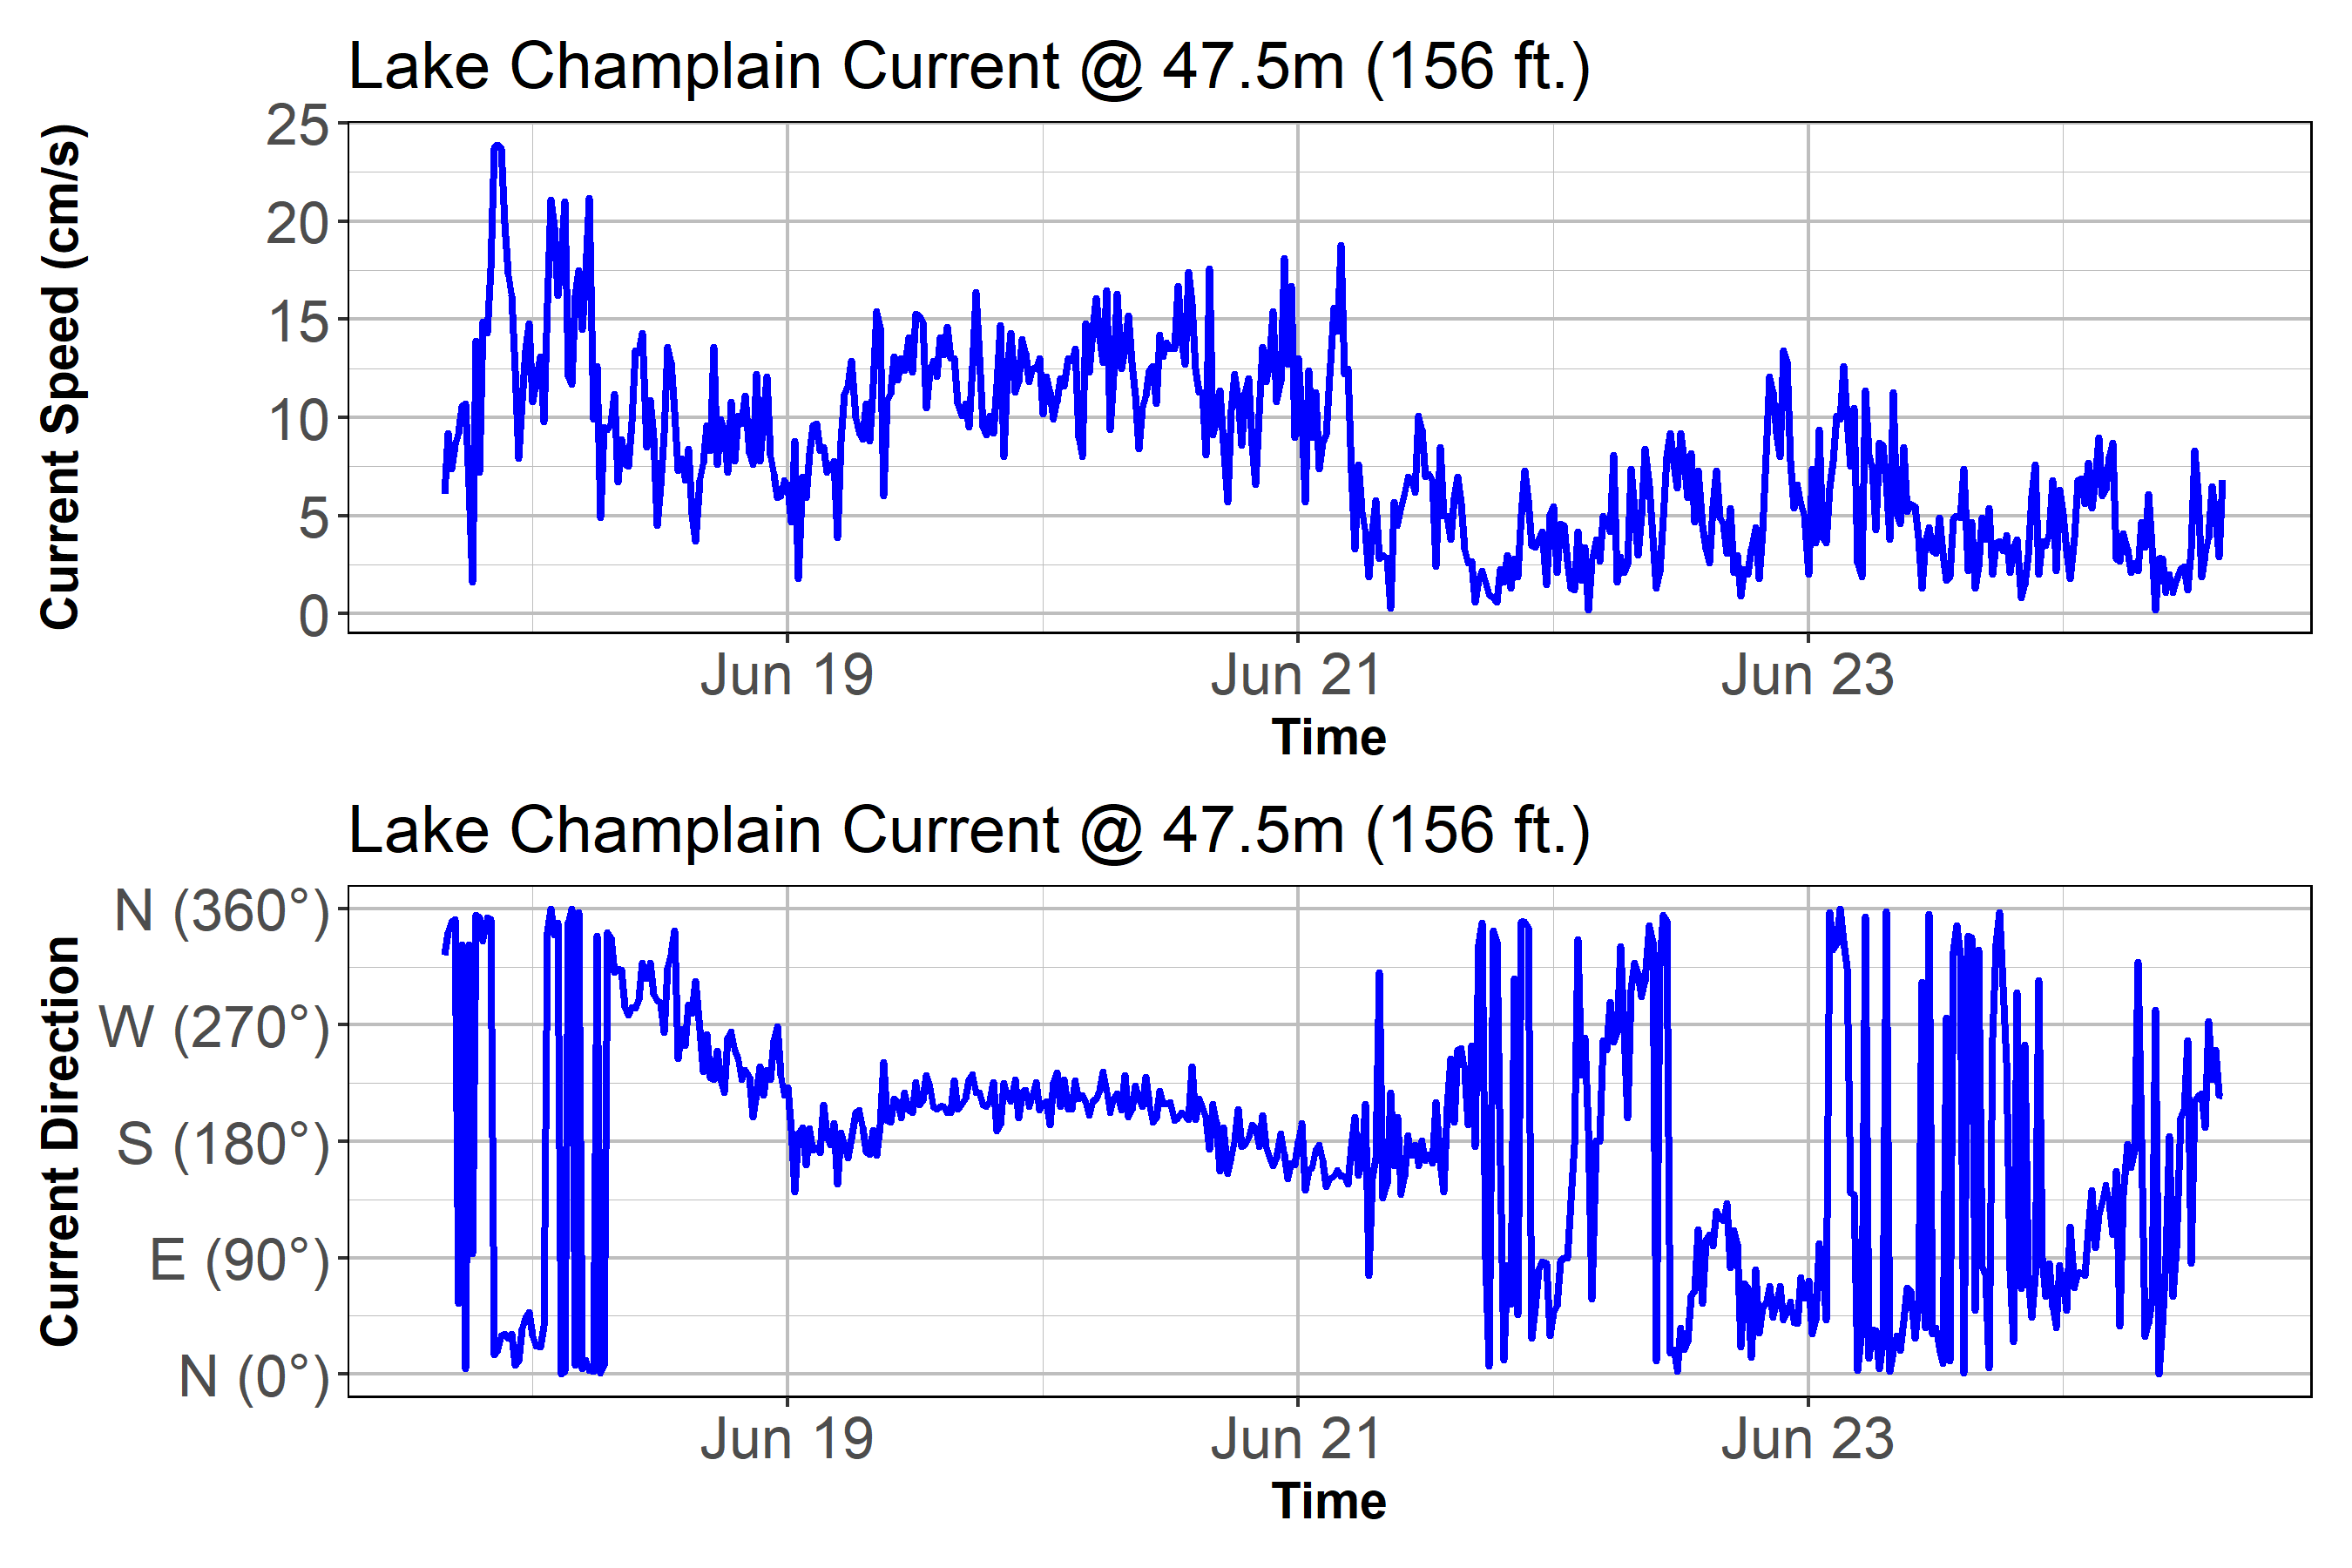 Lake Champlain Current @ 47.5m (156 ft.)
Current Speed (cm/s)
25
20
15
10
5
0
Jun 19
Jun 21
Jun 23
Time
Lake Champlain Current @ 47.5m (156 ft.)
Current Direction
N (360°)
W (270°)
S (180°)
E (90°)
N (0°)
Jun 19
Jun 21
Jun 23
Time